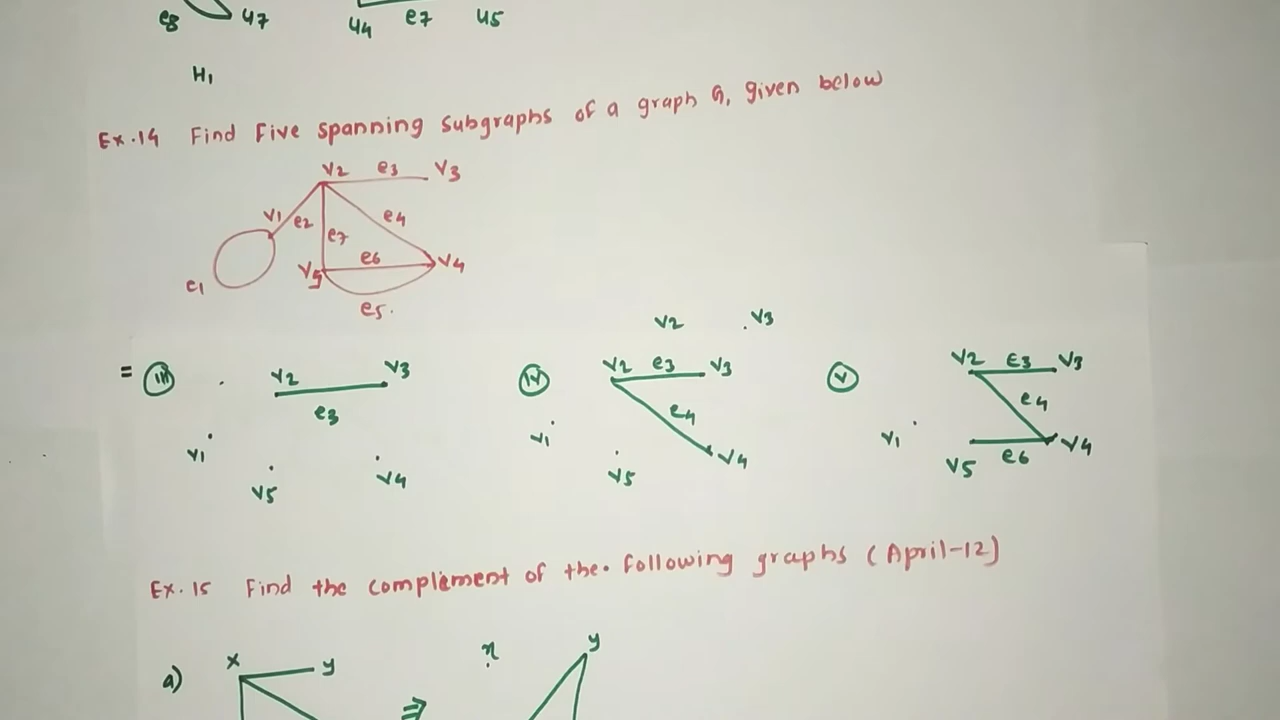 e8 u7 u4 e7 u5
H1
Ex.14 Find Five spanning subgraphs of a graph G, given below
v2 e3 v3
v1 e2 e4
e7
e6
v5 v4
e1
e5.
v2 v3
= iii v2 v3 iv v2 e3 v3 v v2 E3 v3
e3 e4 e4
v1 v1 v1
v5 v4 v5 v4 v5 e6 v4
Ex.15 Find the complement of the. following graphs (April-12)
a) x y ⇒ x y